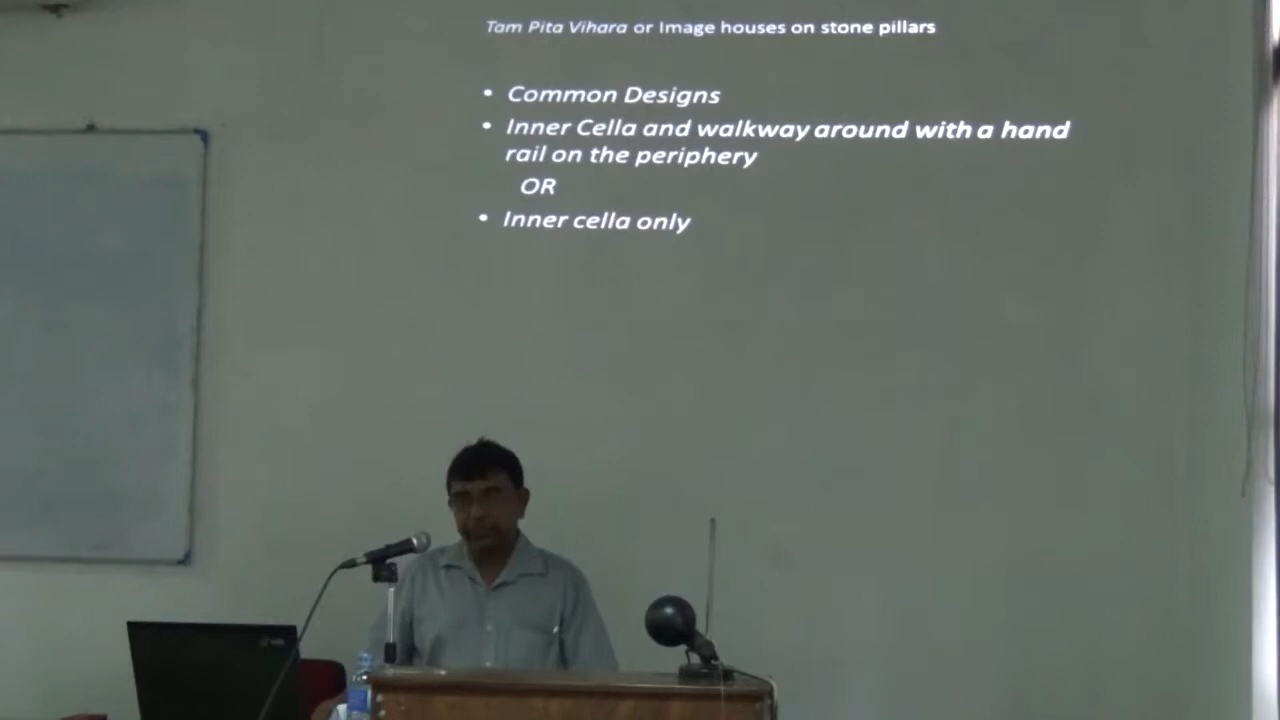 Tam Pita Vihara or Image houses on stone pillars
• Common Designs
• Inner Cella and walkway around with a hand
rail on the periphery
OR
• Inner cella only